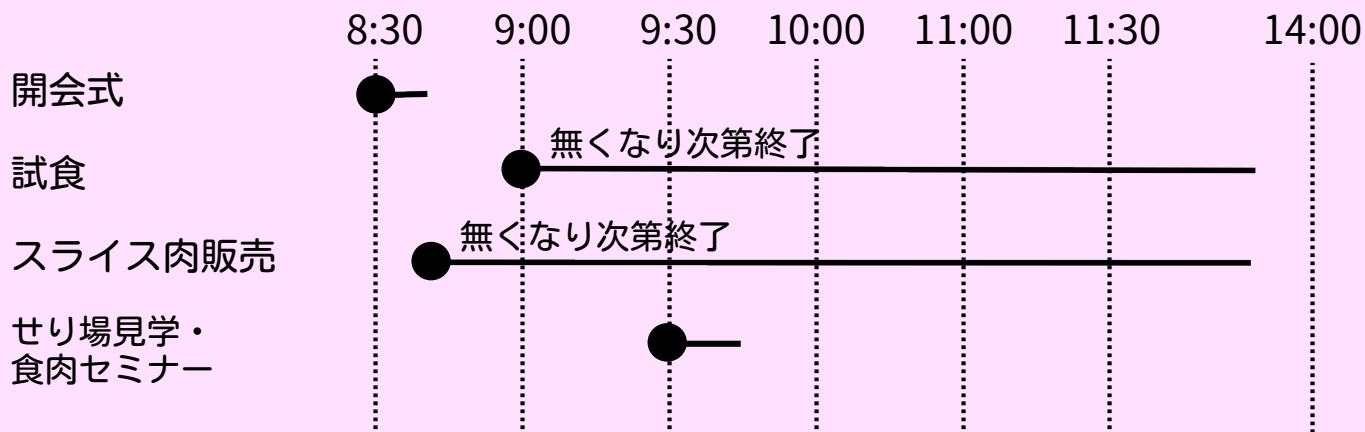 8:30 9:00 9:30 10:00 11:00 11:30 14:00
開会式
無くなり次第終了
試食
無くなり次第終了
スライス肉販売
せり場見学・
食肉セミナー